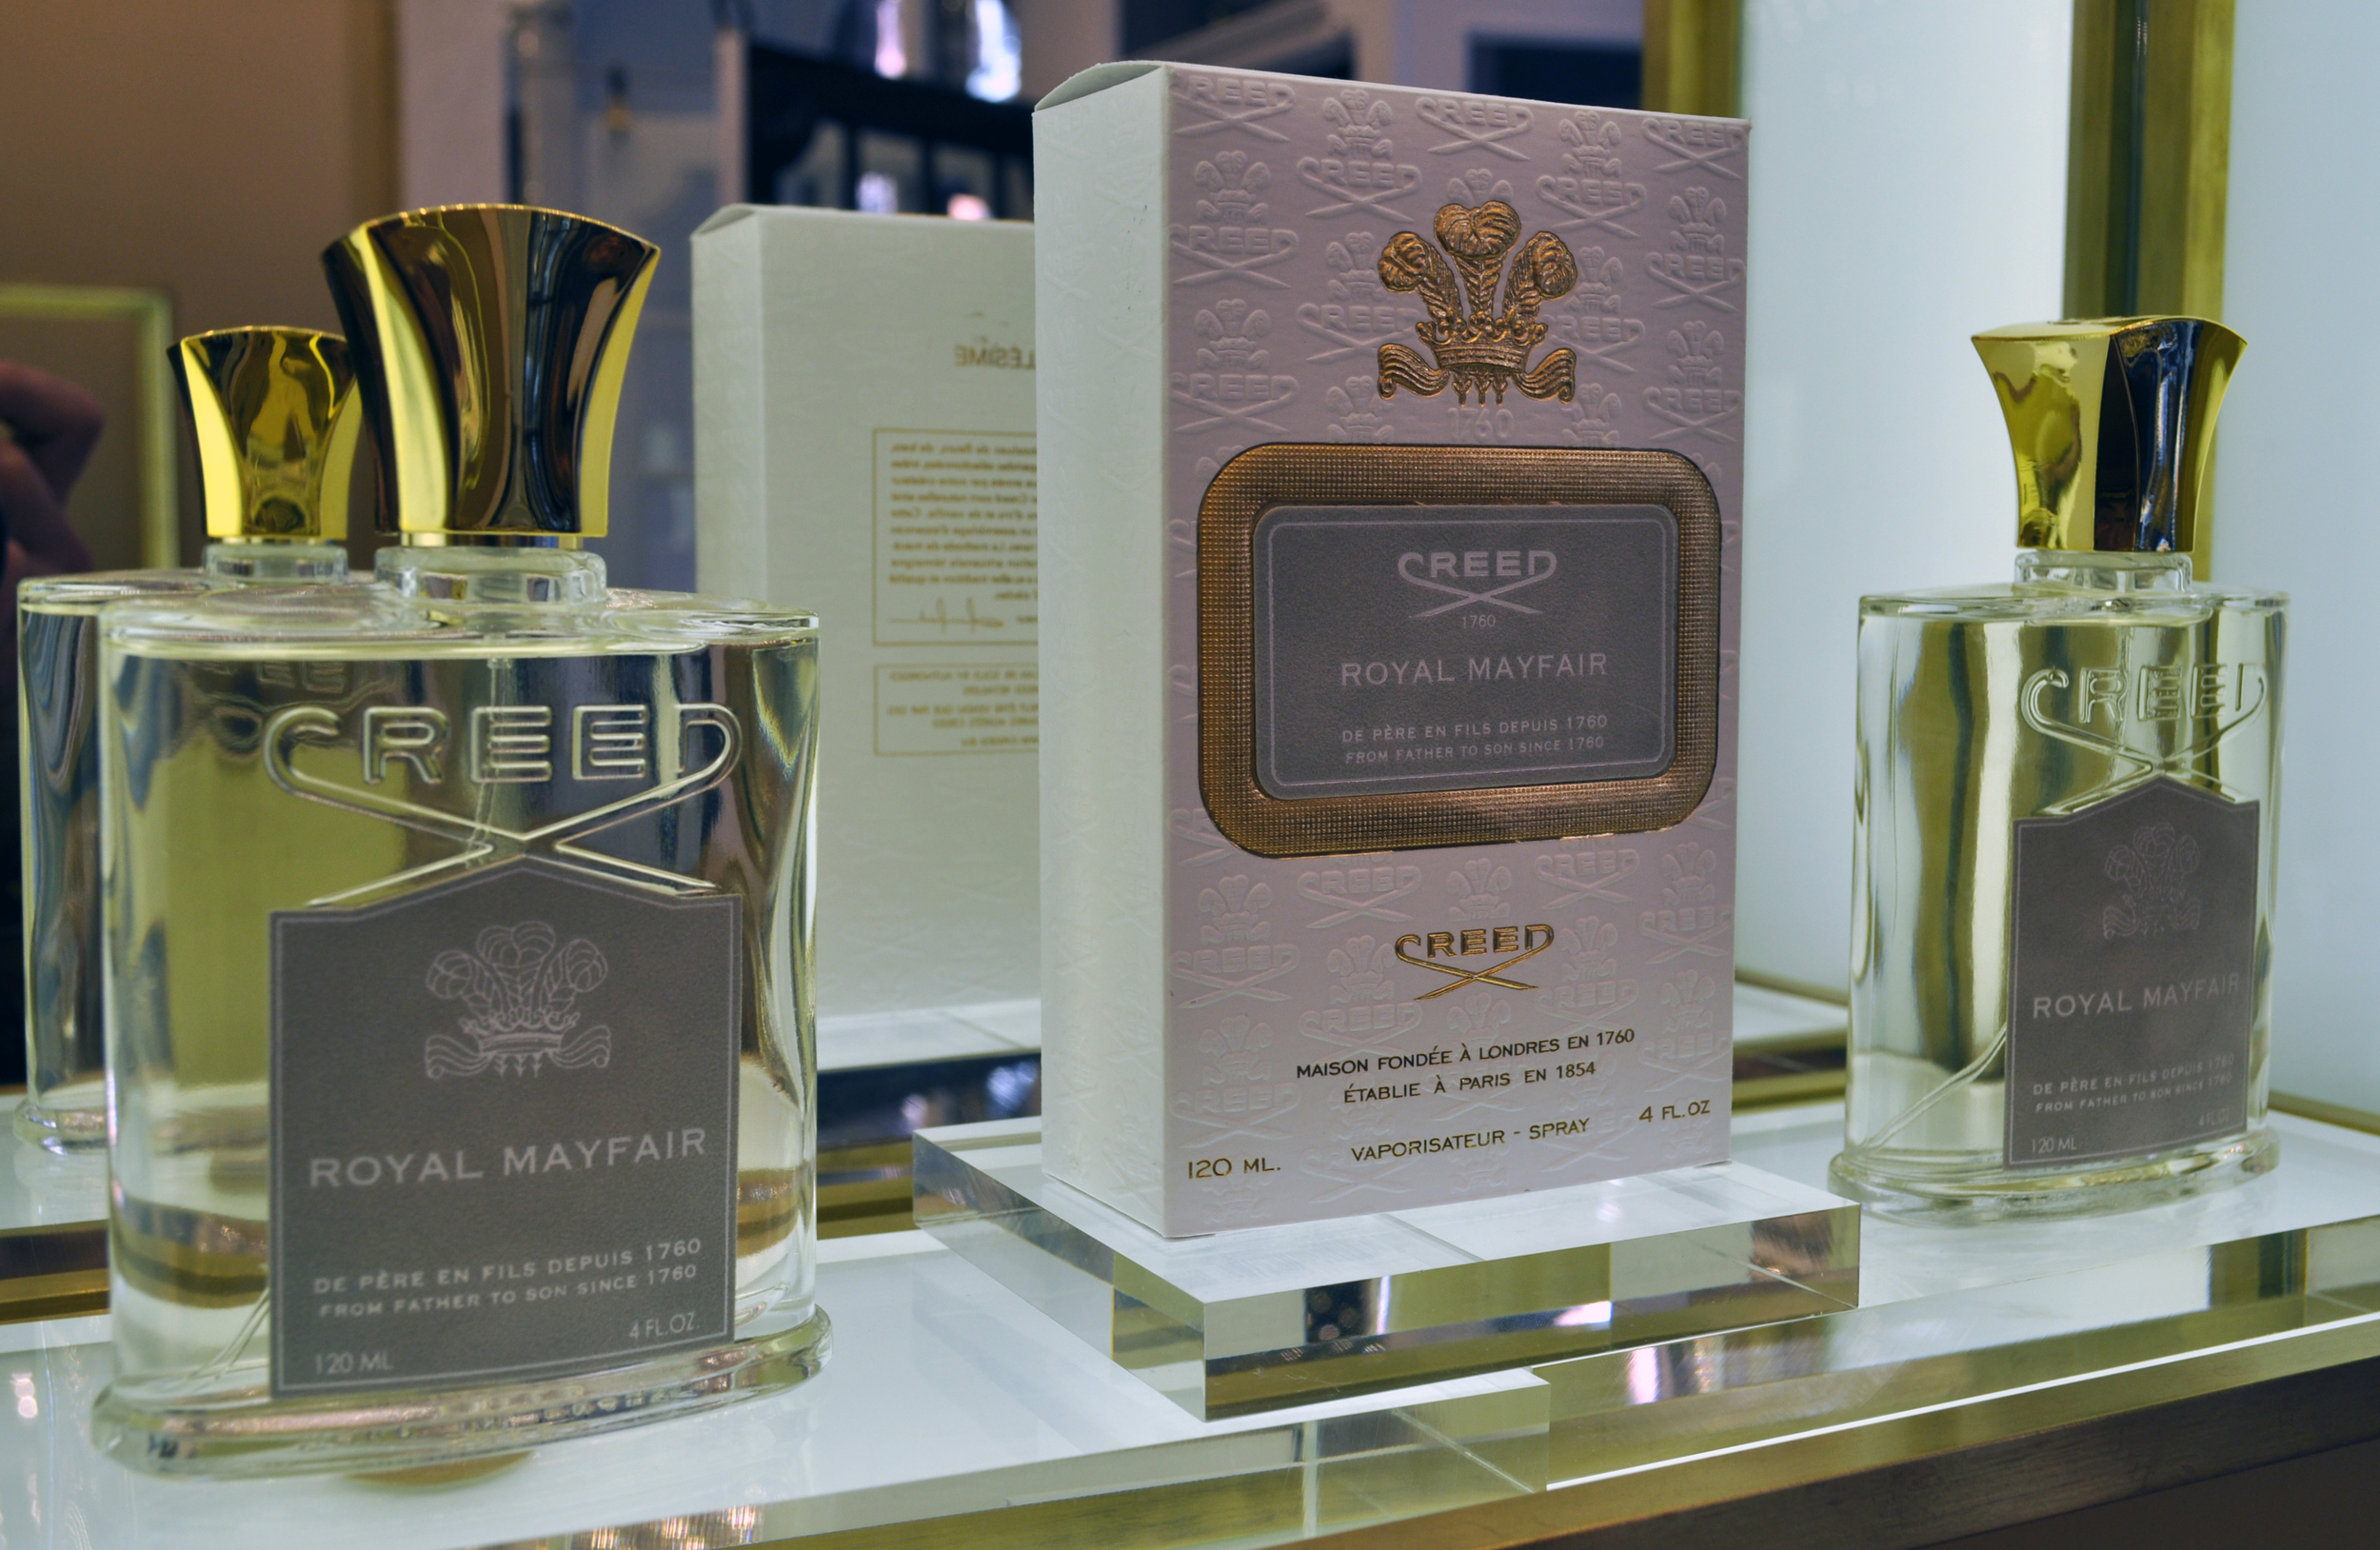 CREED
ROYAL MAYFAIR
DE PÈRE EN FILS DEPUIS 1760
FROM FATHER TO SON SINCE 1760
4 FL.OZ.
120 ML
1760
CREED
1760
ROYAL MAYFAIR
DE PÈRE EN FILS DEPUIS 1760
FROM FATHER TO SON SINCE 1760
CREED
MAISON FONDÉE À LONDRES EN 1760
ÉTABLIE À PARIS EN 1854
VAPORISATEUR - SPRAY 4 FL.OZ
120 ML.
CREED
ROYAL MAYFAIR
DE PÈRE EN FILS DEPUIS 1760
FROM FATHER TO SON SINCE 1760
4 FL.OZ.
120 ML